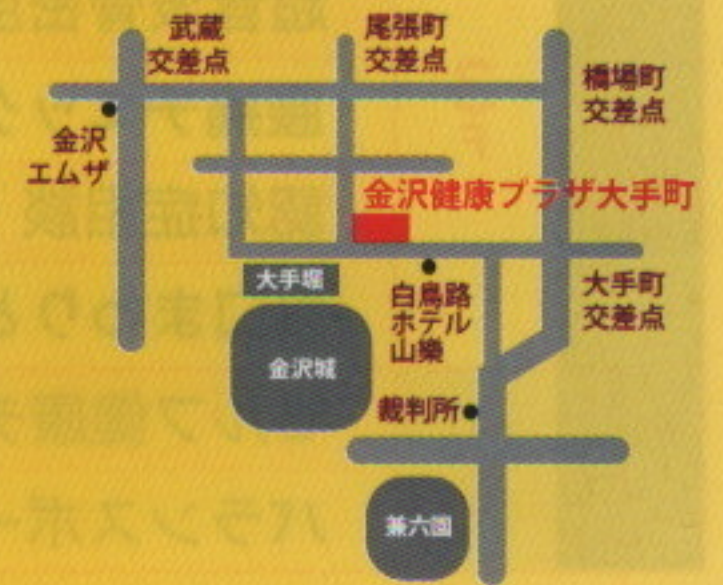 武蔵
交差点
尾張町
交差点
橋場町
交差点
金沢
エムザ
金沢健康プラザ大手町
大手堀
白鳥路
ホテル
山樂
大手町
交差点
金沢城
裁判所
兼六園